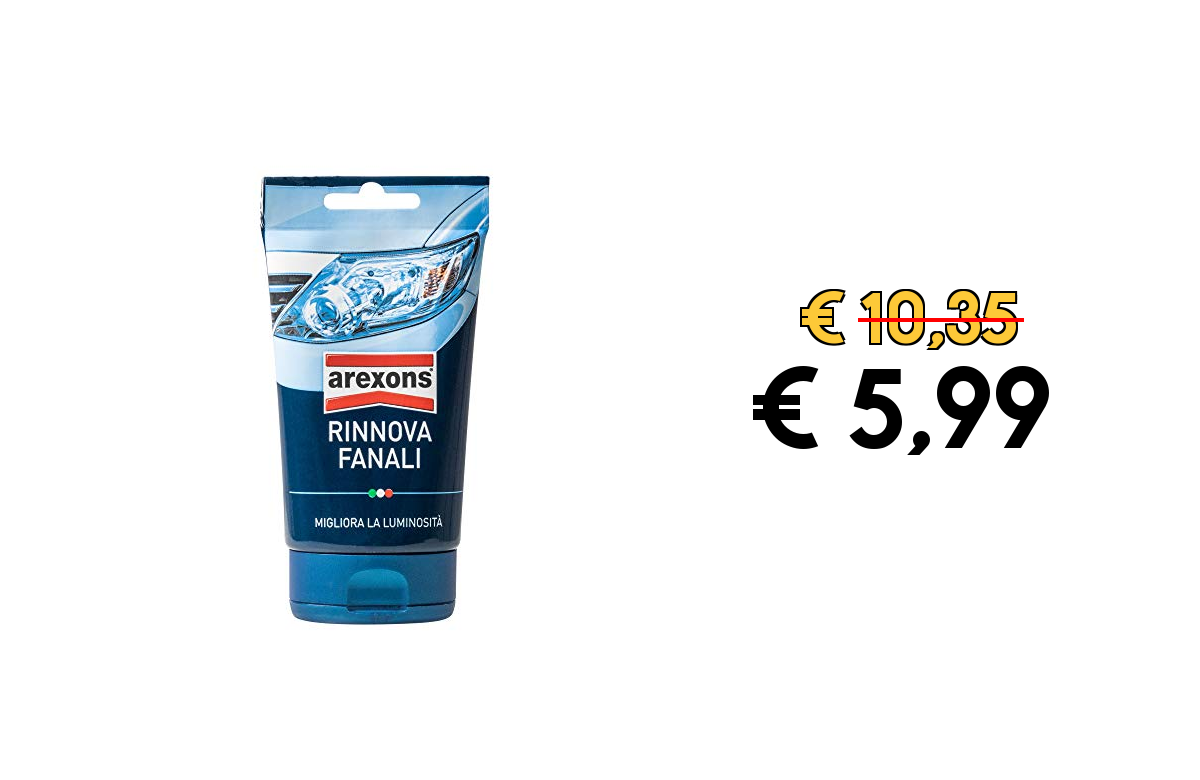 arexons
RINNOVA
FANALI
MIGLIORA LA LUMINOSITÀ
€ 10,35
€ 5,99